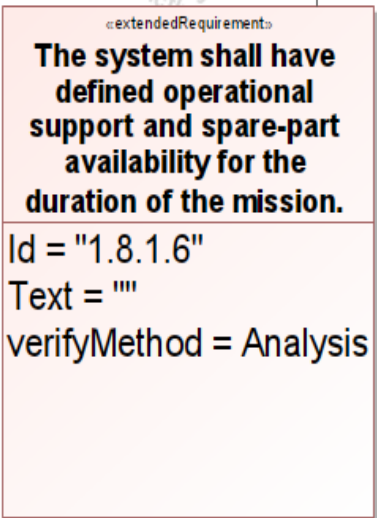 «extendedRequirement»
The system shall have
defined operational
support and spare-part
availability for the
duration of the mission.
Id = "1.8.1.6"
Text = ""
verifyMethod = Analysis